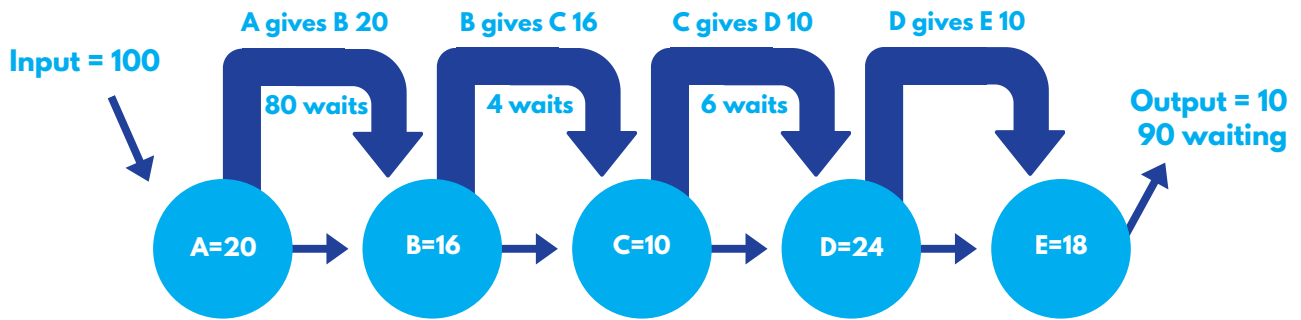 A gives B 20
B gives C 16
C gives D 10
D gives E 10
Input = 100
80 waits
4 waits
6 waits
Output = 10
90 waiting
A=20
B=16
C=10
D=24
E=18